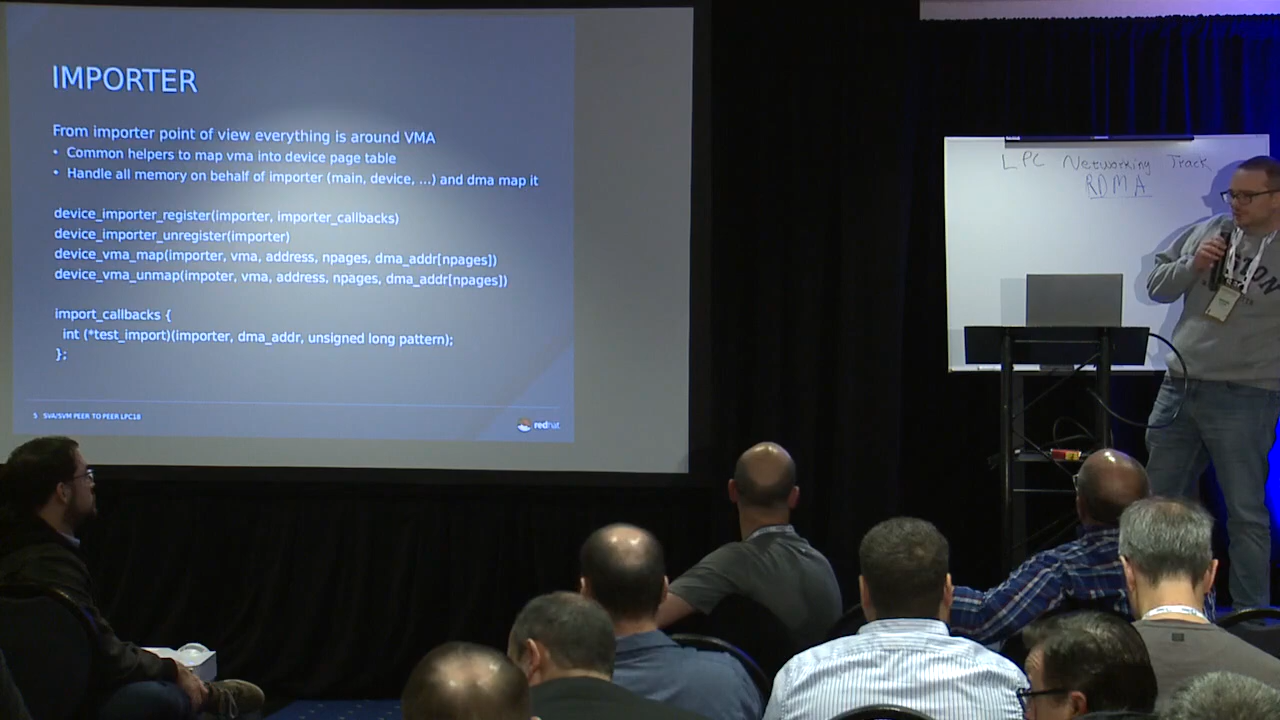 IMPORTER
From importer point of view everything is around VMA
• Common helpers to map vma into device page table
• Handle all memory on behalf of importer (main, device, ...) and dma map it
device_importer_register(importer, importer_callbacks)
device_importer_unregister(importer)
device_vma_map(importer, vma, address, npages, dma_addr[npages])
device_vma_unmap(impoter, vma, address, npages, dma_addr[npages])
import_callbacks {
int (*test_import)(importer, dma_addr, unsigned long pattern);
};
5 SVA/SVM PEER TO PEER LPC18
redhat
LPC Networking Track
RDMA